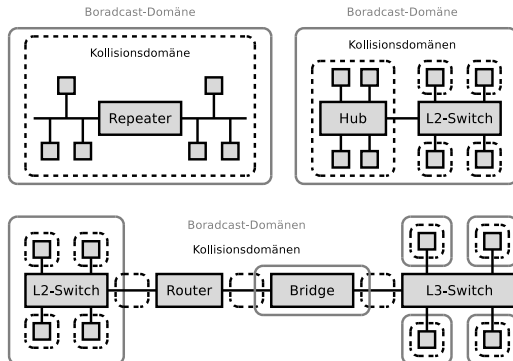 Boradcast-Domäne
Kollisionsdomäne
Repeater
Boradcast-Domäne
Kollisionsdomänen
Hub
L2-Switch
Boradcast-Domänen
Kollisionsdomänen
L2-Switch
Router
Bridge
L3-Switch